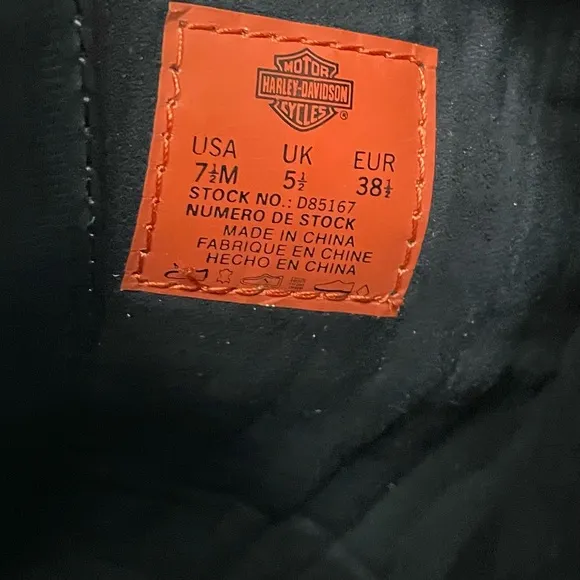 MOTOR
HARLEY-DAVIDSON
CYCLES
®
USA UK EUR
7½M 5½ 38½
STOCK NO.: D85167
NUMERO DE STOCK
MADE IN CHINA
FABRIQUE EN CHINE
HECHO EN CHINA